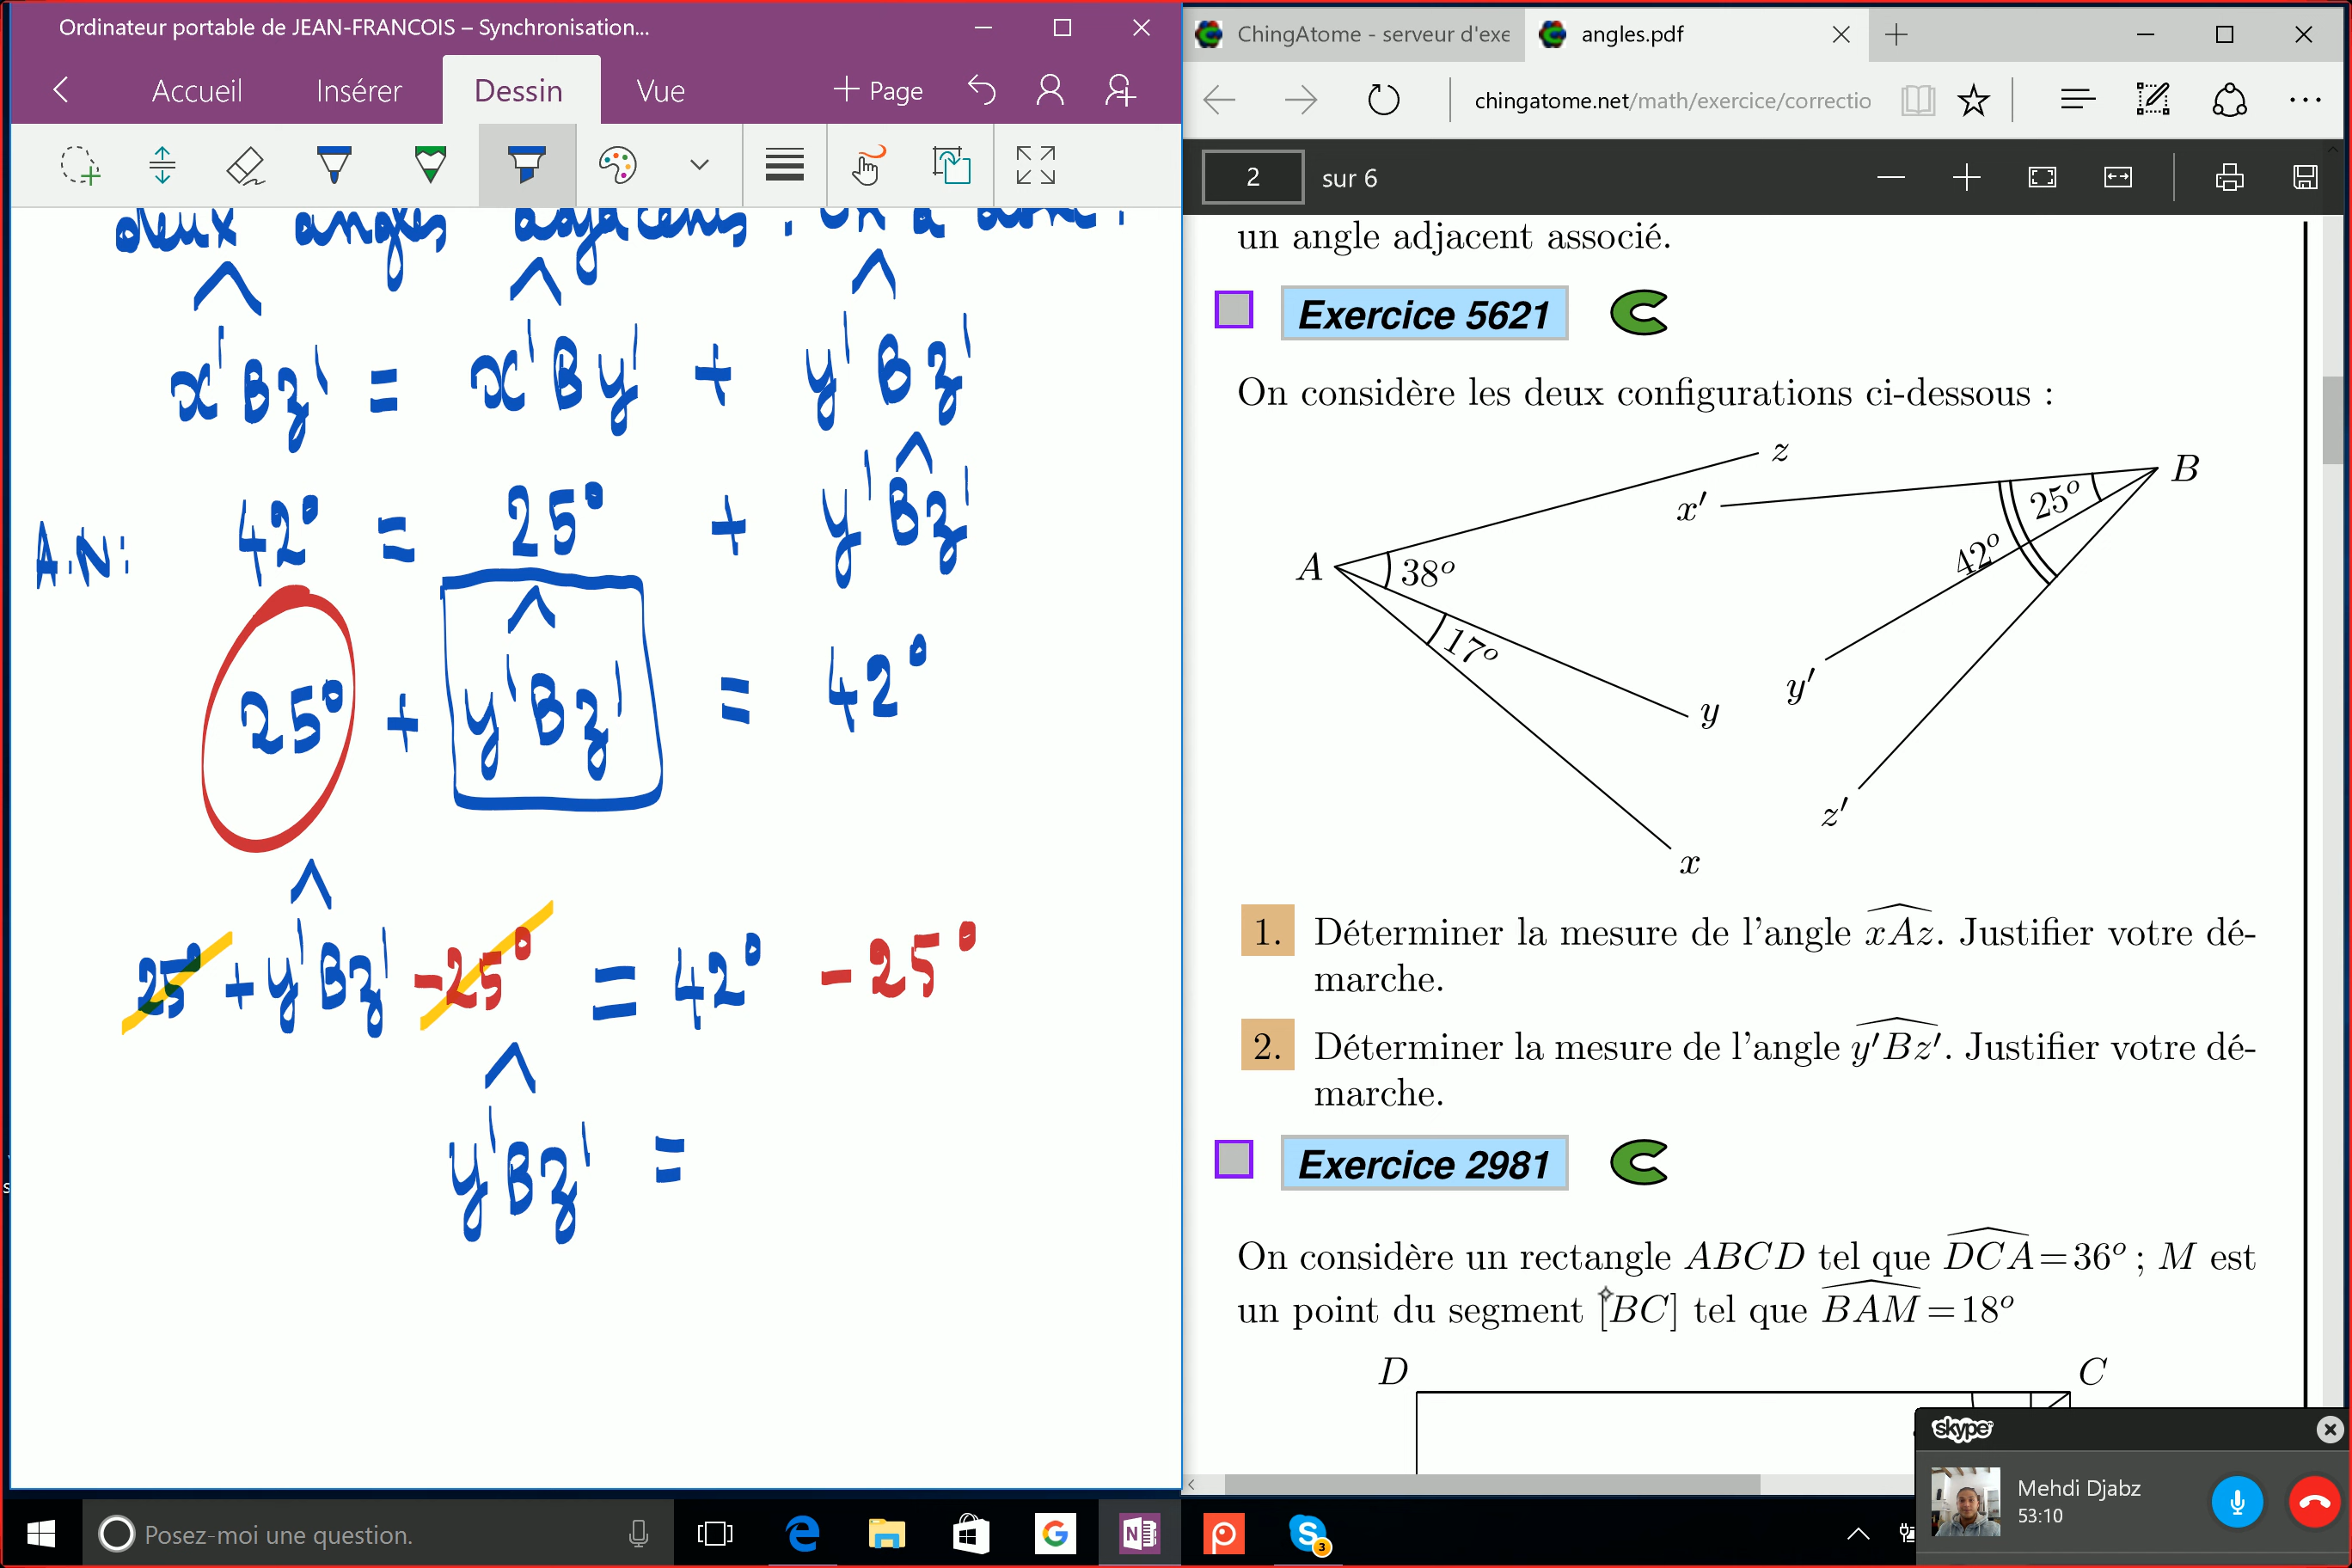 Ordinateur portable de JEAN-FRANCOIS – Synchronisation...
Accueil Insérer Dessin Vue + Page
deux angles adjacents. On a donc :
x'Bz' = x'By' + y'Bz'
A.N: 42° = 25° + y'Bz'
25° + y'Bz' = 42°
25° + y'Bz' - 25° = 42° - 25°
y'Bz' =
ChingAtome - serveur d'exe
angles.pdf
chingatome.net/math/exercice/correctio
2 sur 6
un angle adjacent associé.
Exercice 5621
On considère les deux configurations ci-dessous :
z
x'
B
25°
42°
A
38°
17°
y'
y
z'
x
1. Déterminer la mesure de l'angle xAz. Justifier votre dé-
marche.
2. Déterminer la mesure de l'angle y'Bz'. Justifier votre dé-
marche.
Exercice 2981
On considère un rectangle ABCD tel que DCA=36° ; M est
un point du segment [BC] tel que BAM=18°
D C
skype
Mehdi Djabz
53:10
Posez-moi une question.
3